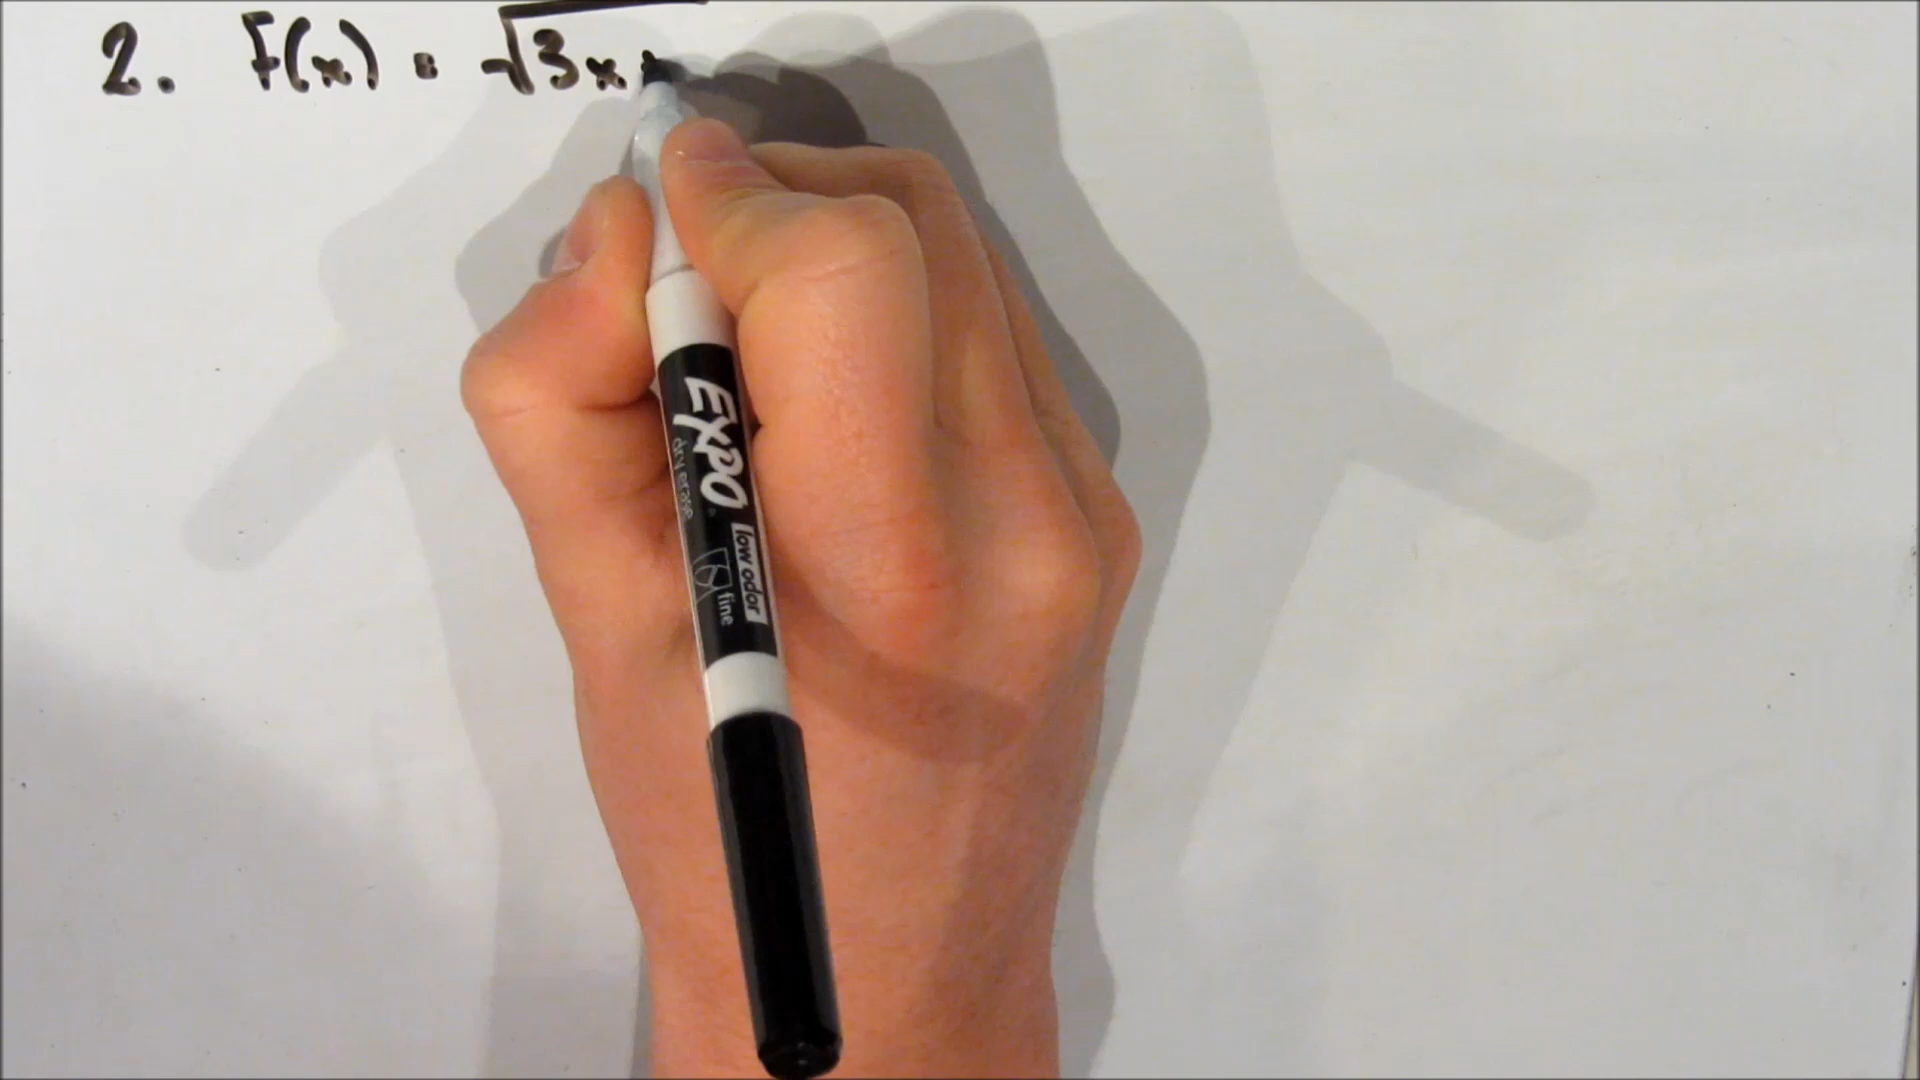 2. F(x) = √3x
EXPO
dry erase
low odor
fine